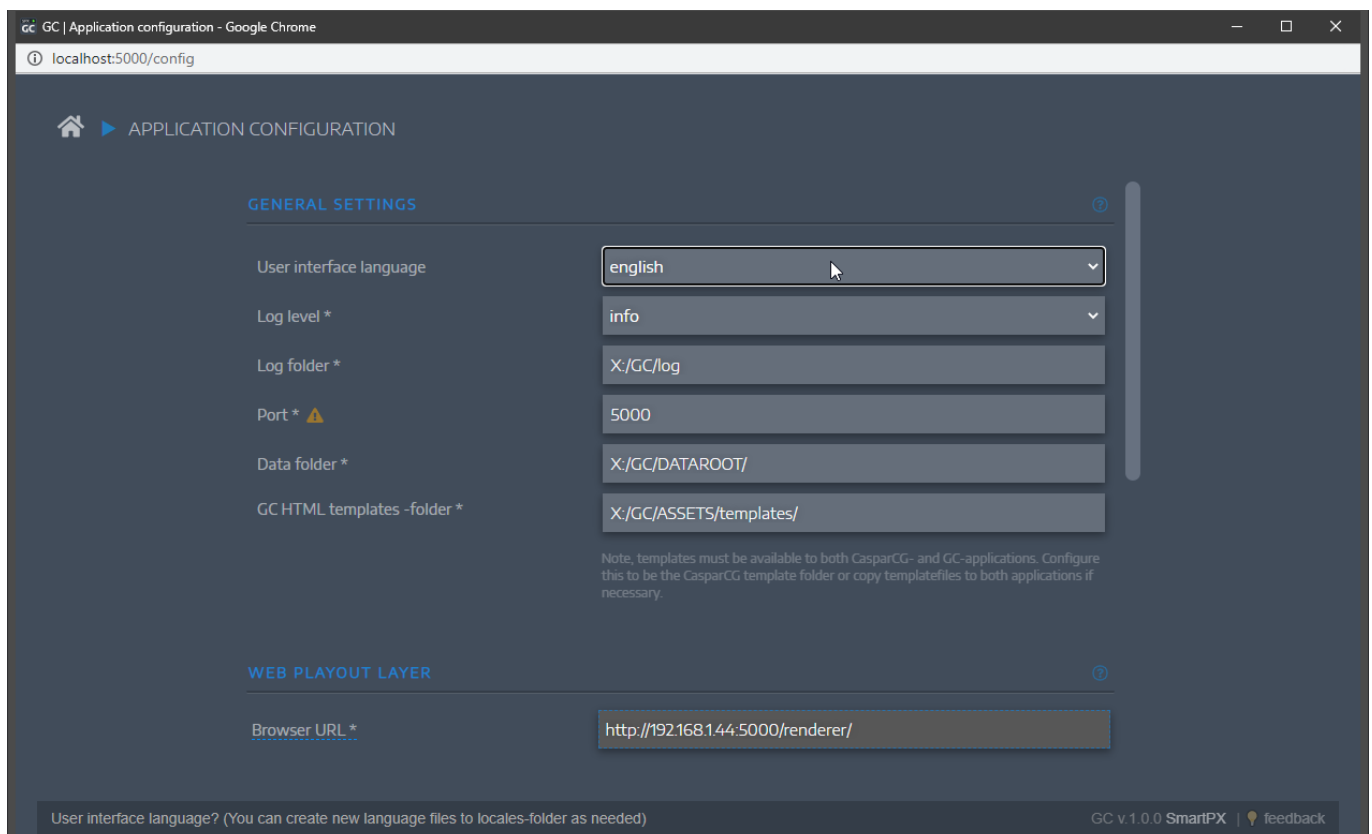 GC GC | Application configuration - Google Chrome
localhost:5000/config
APPLICATION CONFIGURATION
GENERAL SETTINGS
User interface language english
Log level * info
Log folder * X:/GC/log
Port * 5000
Data folder * X:/GC/DATAROOT/
GC HTML templates -folder * X:/GC/ASSETS/templates/
Note, templates must be available to both CasparCG- and GC-applications. Configure
this to be the CasparCG template folder or copy templatefiles to both applications if
necessary.
WEB PLAYOUT LAYER
Browser URL * http://192.168.1.44:5000/renderer/
User interface language? (You can create new language files to locales-folder as needed) GC v.1.0.0 SmartPX | feedback